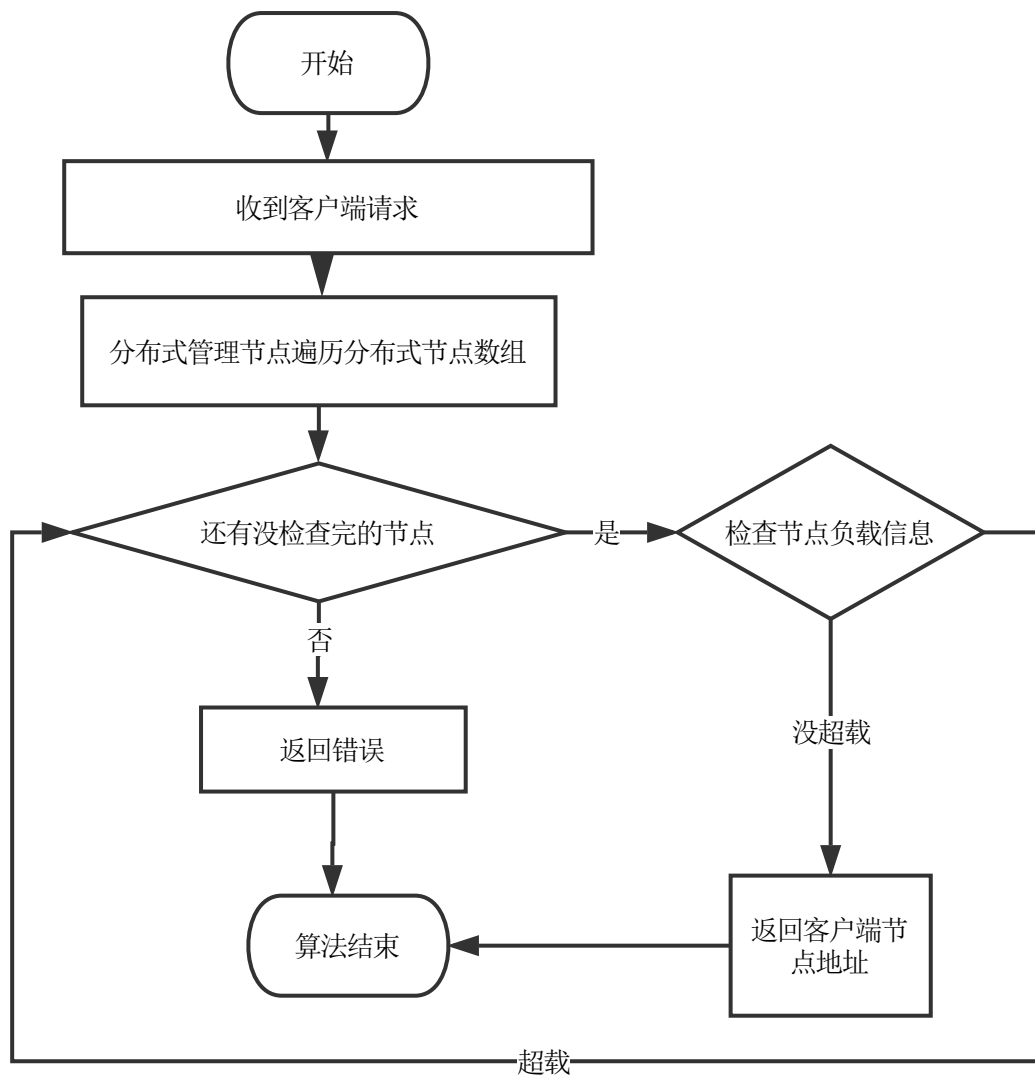 开始
收到客户端请求
分布式管理节点遍历分布式节点数组
还有没检查完的节点
是
检查节点负载信息
否
没超载
返回错误
返回客户端节
点地址
算法结束
超载